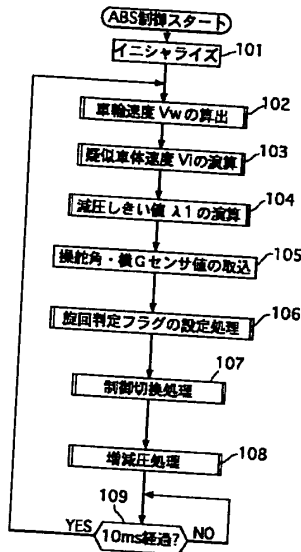 ABS制御スタート
イニシャライズ
101
車輪速度Vwの算出
102
疑似車体速度Viの演算
103
減圧しきい値λ1の演算
104
操舵角・横Gセンサ値の取込
105
旋回判定フラグの設定処理
106
制御切換処理
107
増減圧処理
108
109
YES
10ms経過?
NO